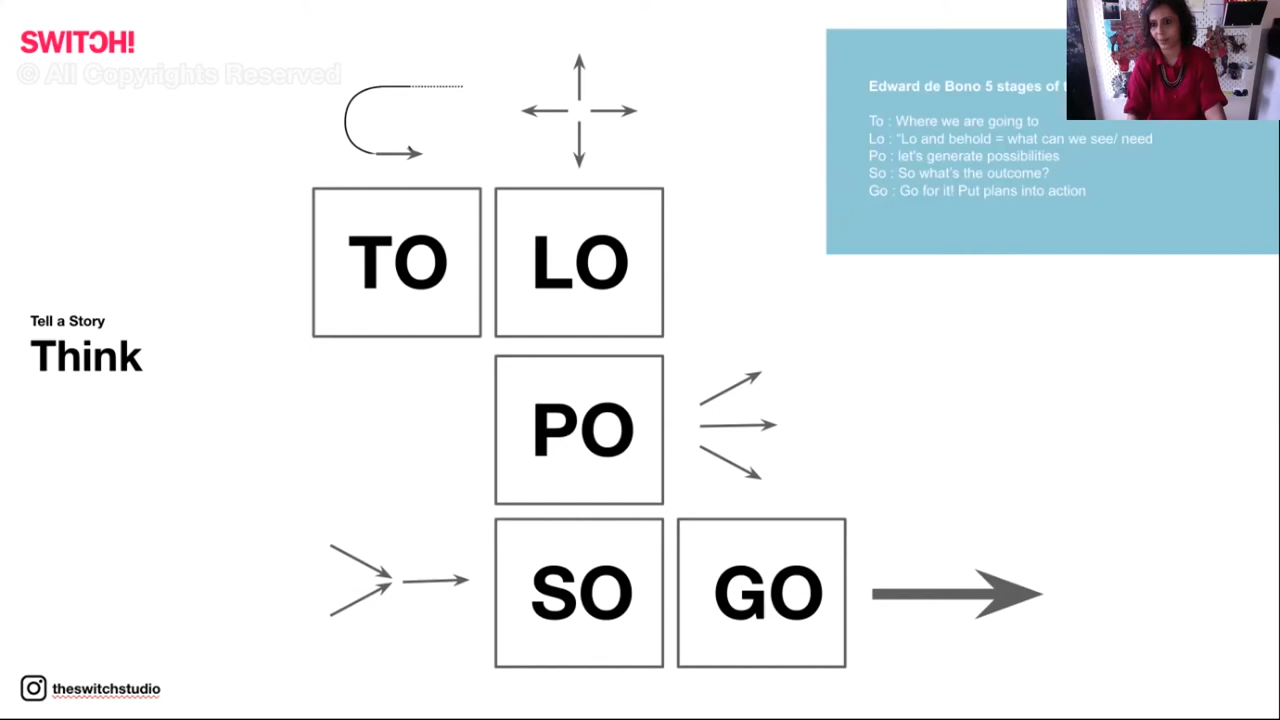 SWITCH!
© All Copyrights Reserved
Edward de Bono 5 stages of
To : Where we are going to
Lo : “Lo and behold = what can we see/ need
Po : let's generate possibilities
So : So what's the outcome?
Go : Go for it! Put plans into action
TO LO
Tell a Story
Think
PO
SO GO
theswitchstudio